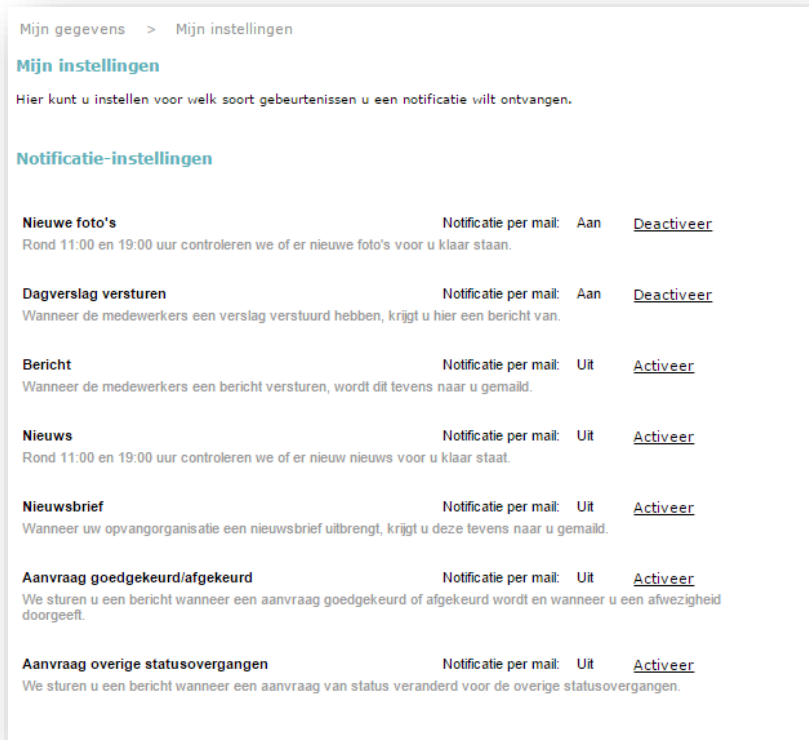 Mijn gegevens > Mijn instellingen
Mijn instellingen
Hier kunt u instellen voor welk soort gebeurtenissen u een notificatie wilt ontvangen.
Notificatie-instellingen
Nieuwe foto's Notificatie per mail: Aan Deactiveer
Rond 11:00 en 19:00 uur controleren we of er nieuwe foto's voor u klaar staan.
Dagverslag versturen Notificatie per mail: Aan Deactiveer
Wanneer de medewerkers een verslag verstuurd hebben, krijgt u hier een bericht van.
Bericht Notificatie per mail: Uit Activeer
Wanneer de medewerkers een bericht versturen, wordt dit tevens naar u gemaild.
Nieuws Notificatie per mail: Uit Activeer
Rond 11:00 en 19:00 uur controleren we of er nieuw nieuws voor u klaar staat.
Nieuwsbrief Notificatie per mail: Uit Activeer
Wanneer uw opvangorganisatie een nieuwsbrief uitbrengt, krijgt u deze tevens naar u gemaild.
Aanvraag goedgekeurd/afgekeurd Notificatie per mail: Uit Activeer
We sturen u een bericht wanneer een aanvraag goedgekeurd of afgekeurd wordt en wanneer u een afwezigheid
doorgeeft.
Aanvraag overige statusovergangen Notificatie per mail: Uit Activeer
We sturen u een bericht wanneer een aanvraag van status veranderd voor de overige statusovergangen.